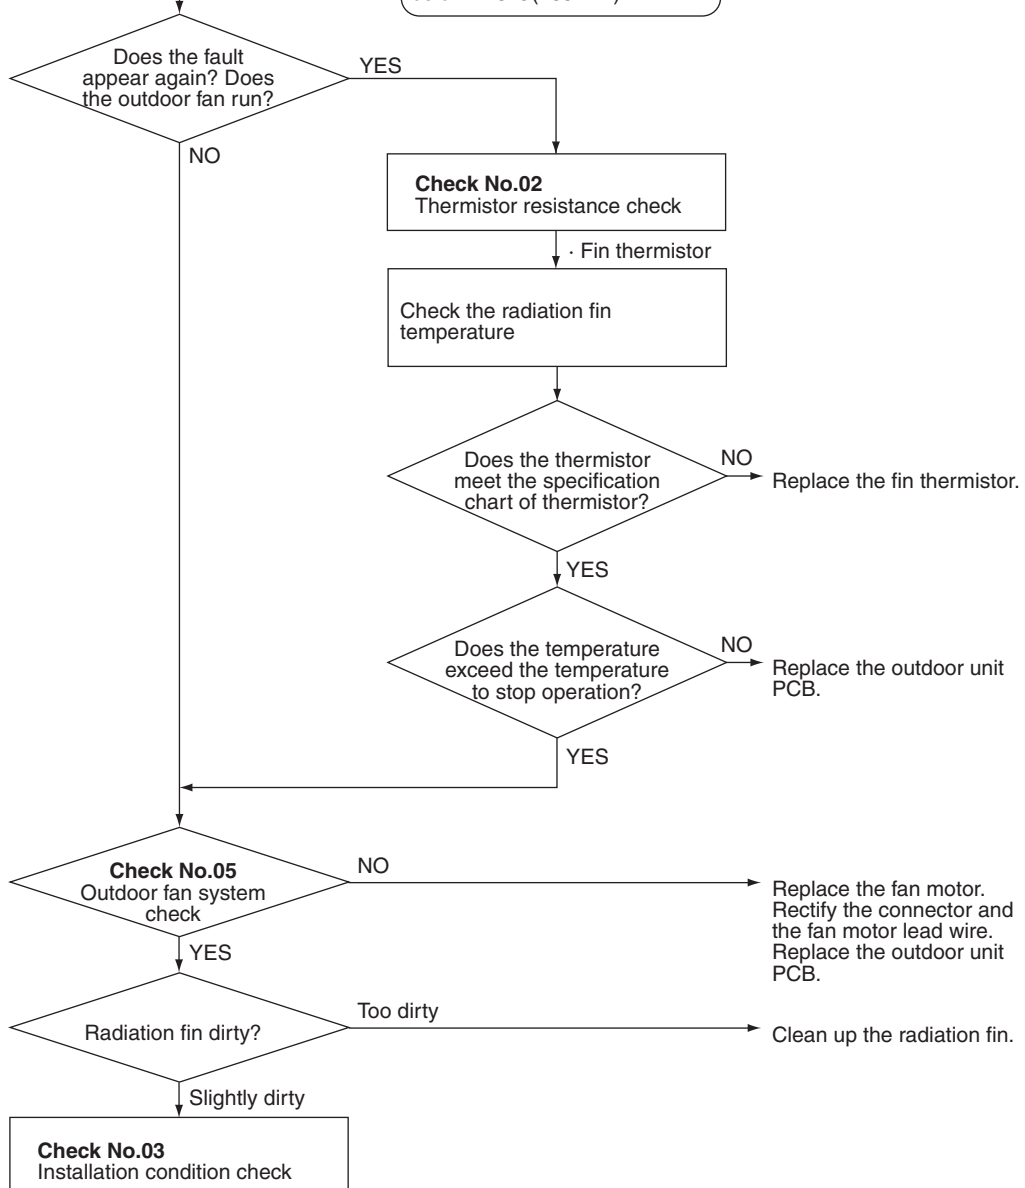 Does the fault
appear again? Does
the outdoor fan run?
YES
NO
Check No.02
Thermistor resistance check
· Fin thermistor
Check the radiation fin
temperature
Does the thermistor
meet the specification
chart of thermistor?
NO
Replace the fin thermistor.
YES
Does the temperature
exceed the temperature
to stop operation?
NO
Replace the outdoor unit
PCB.
YES
Check No.05
Outdoor fan system
check
NO
Replace the fan motor.
Rectify the connector and
the fan motor lead wire.
Replace the outdoor unit
PCB.
YES
Radiation fin dirty?
Too dirty
Clean up the radiation fin.
Slightly dirty
Check No.03
Installation condition check